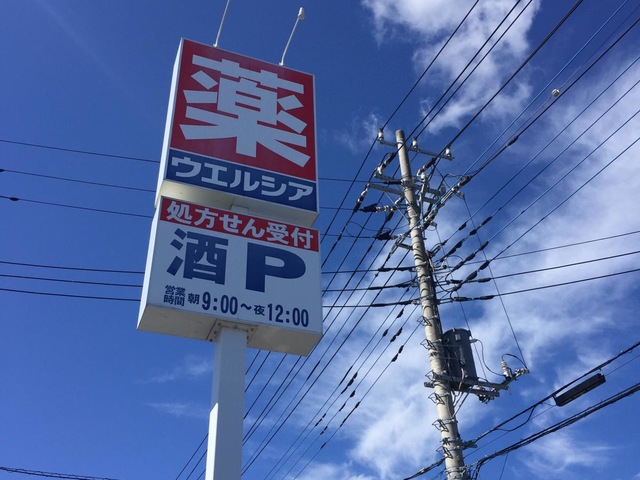 薬
ウエルシア
処方せん受付
酒 P
営業時間 朝9:00~夜12:00